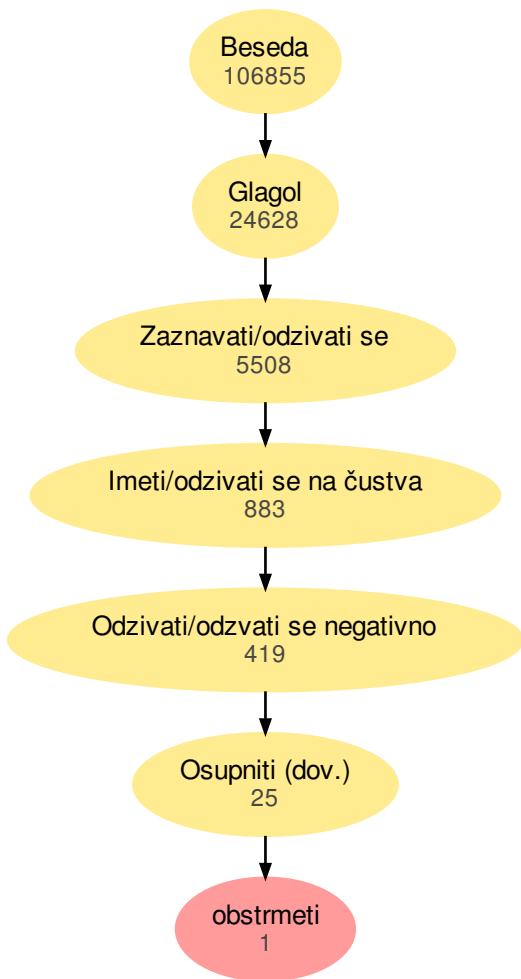 Beseda
106855
Glagol
24628
Zaznavati/odzivati se
5508
Imeti/odzivati se na čustva
883
Odzivati/odzvati se negativno
419
Osupniti (dov.)
25
obstrmeti
1